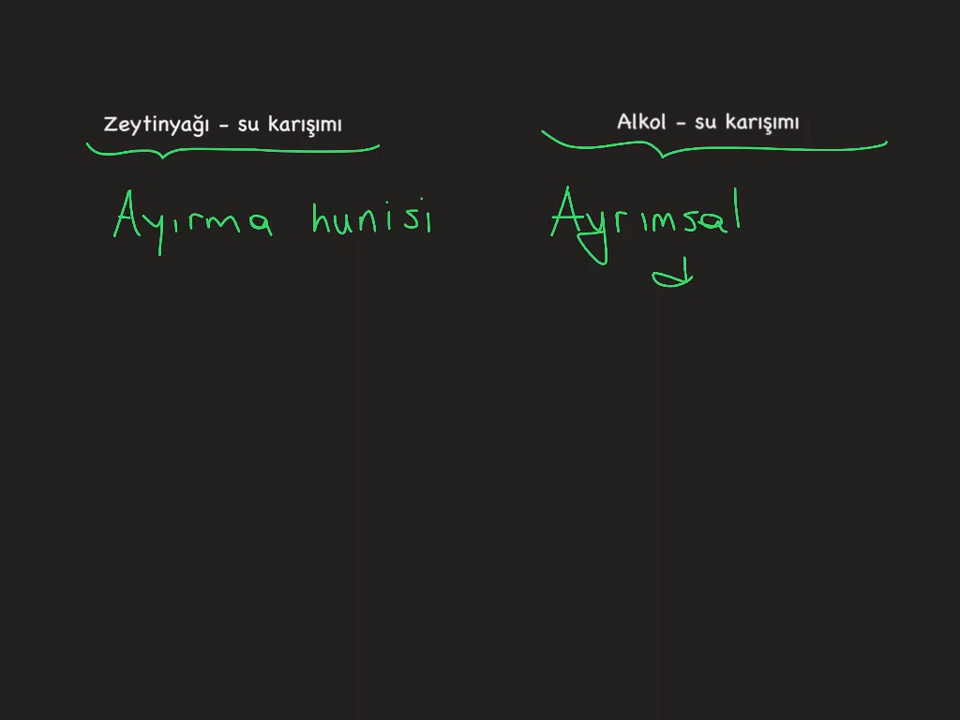 Zeytinyağı - su karışımı
Alkol - su karışımı
Ayırma hunisi
Ayrımsal